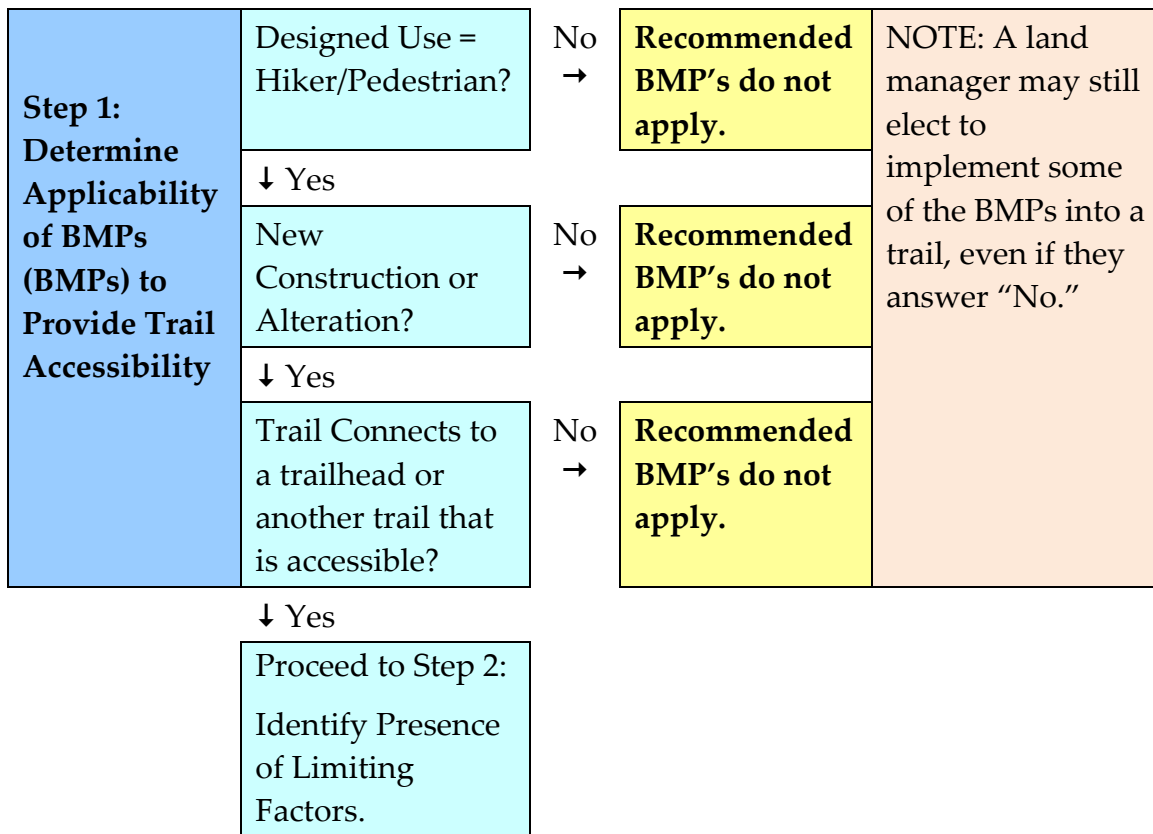 Step 1:
Determine
Applicability
of BMPs
(BMPs) to
Provide Trail
Accessibility
Designed Use =
Hiker/Pedestrian?
No
→
Recommended
BMP's do not
apply.
↓ Yes
New
Construction or
Alteration?
No
→
Recommended
BMP's do not
apply.
↓ Yes
Trail Connects to
a trailhead or
another trail that
is accessible?
No
→
Recommended
BMP's do not
apply.
NOTE: A land
manager may still
elect to
implement some
of the BMPs into a
trail, even if they
answer “No.”
↓ Yes
Proceed to Step 2:
Identify Presence
of Limiting
Factors.